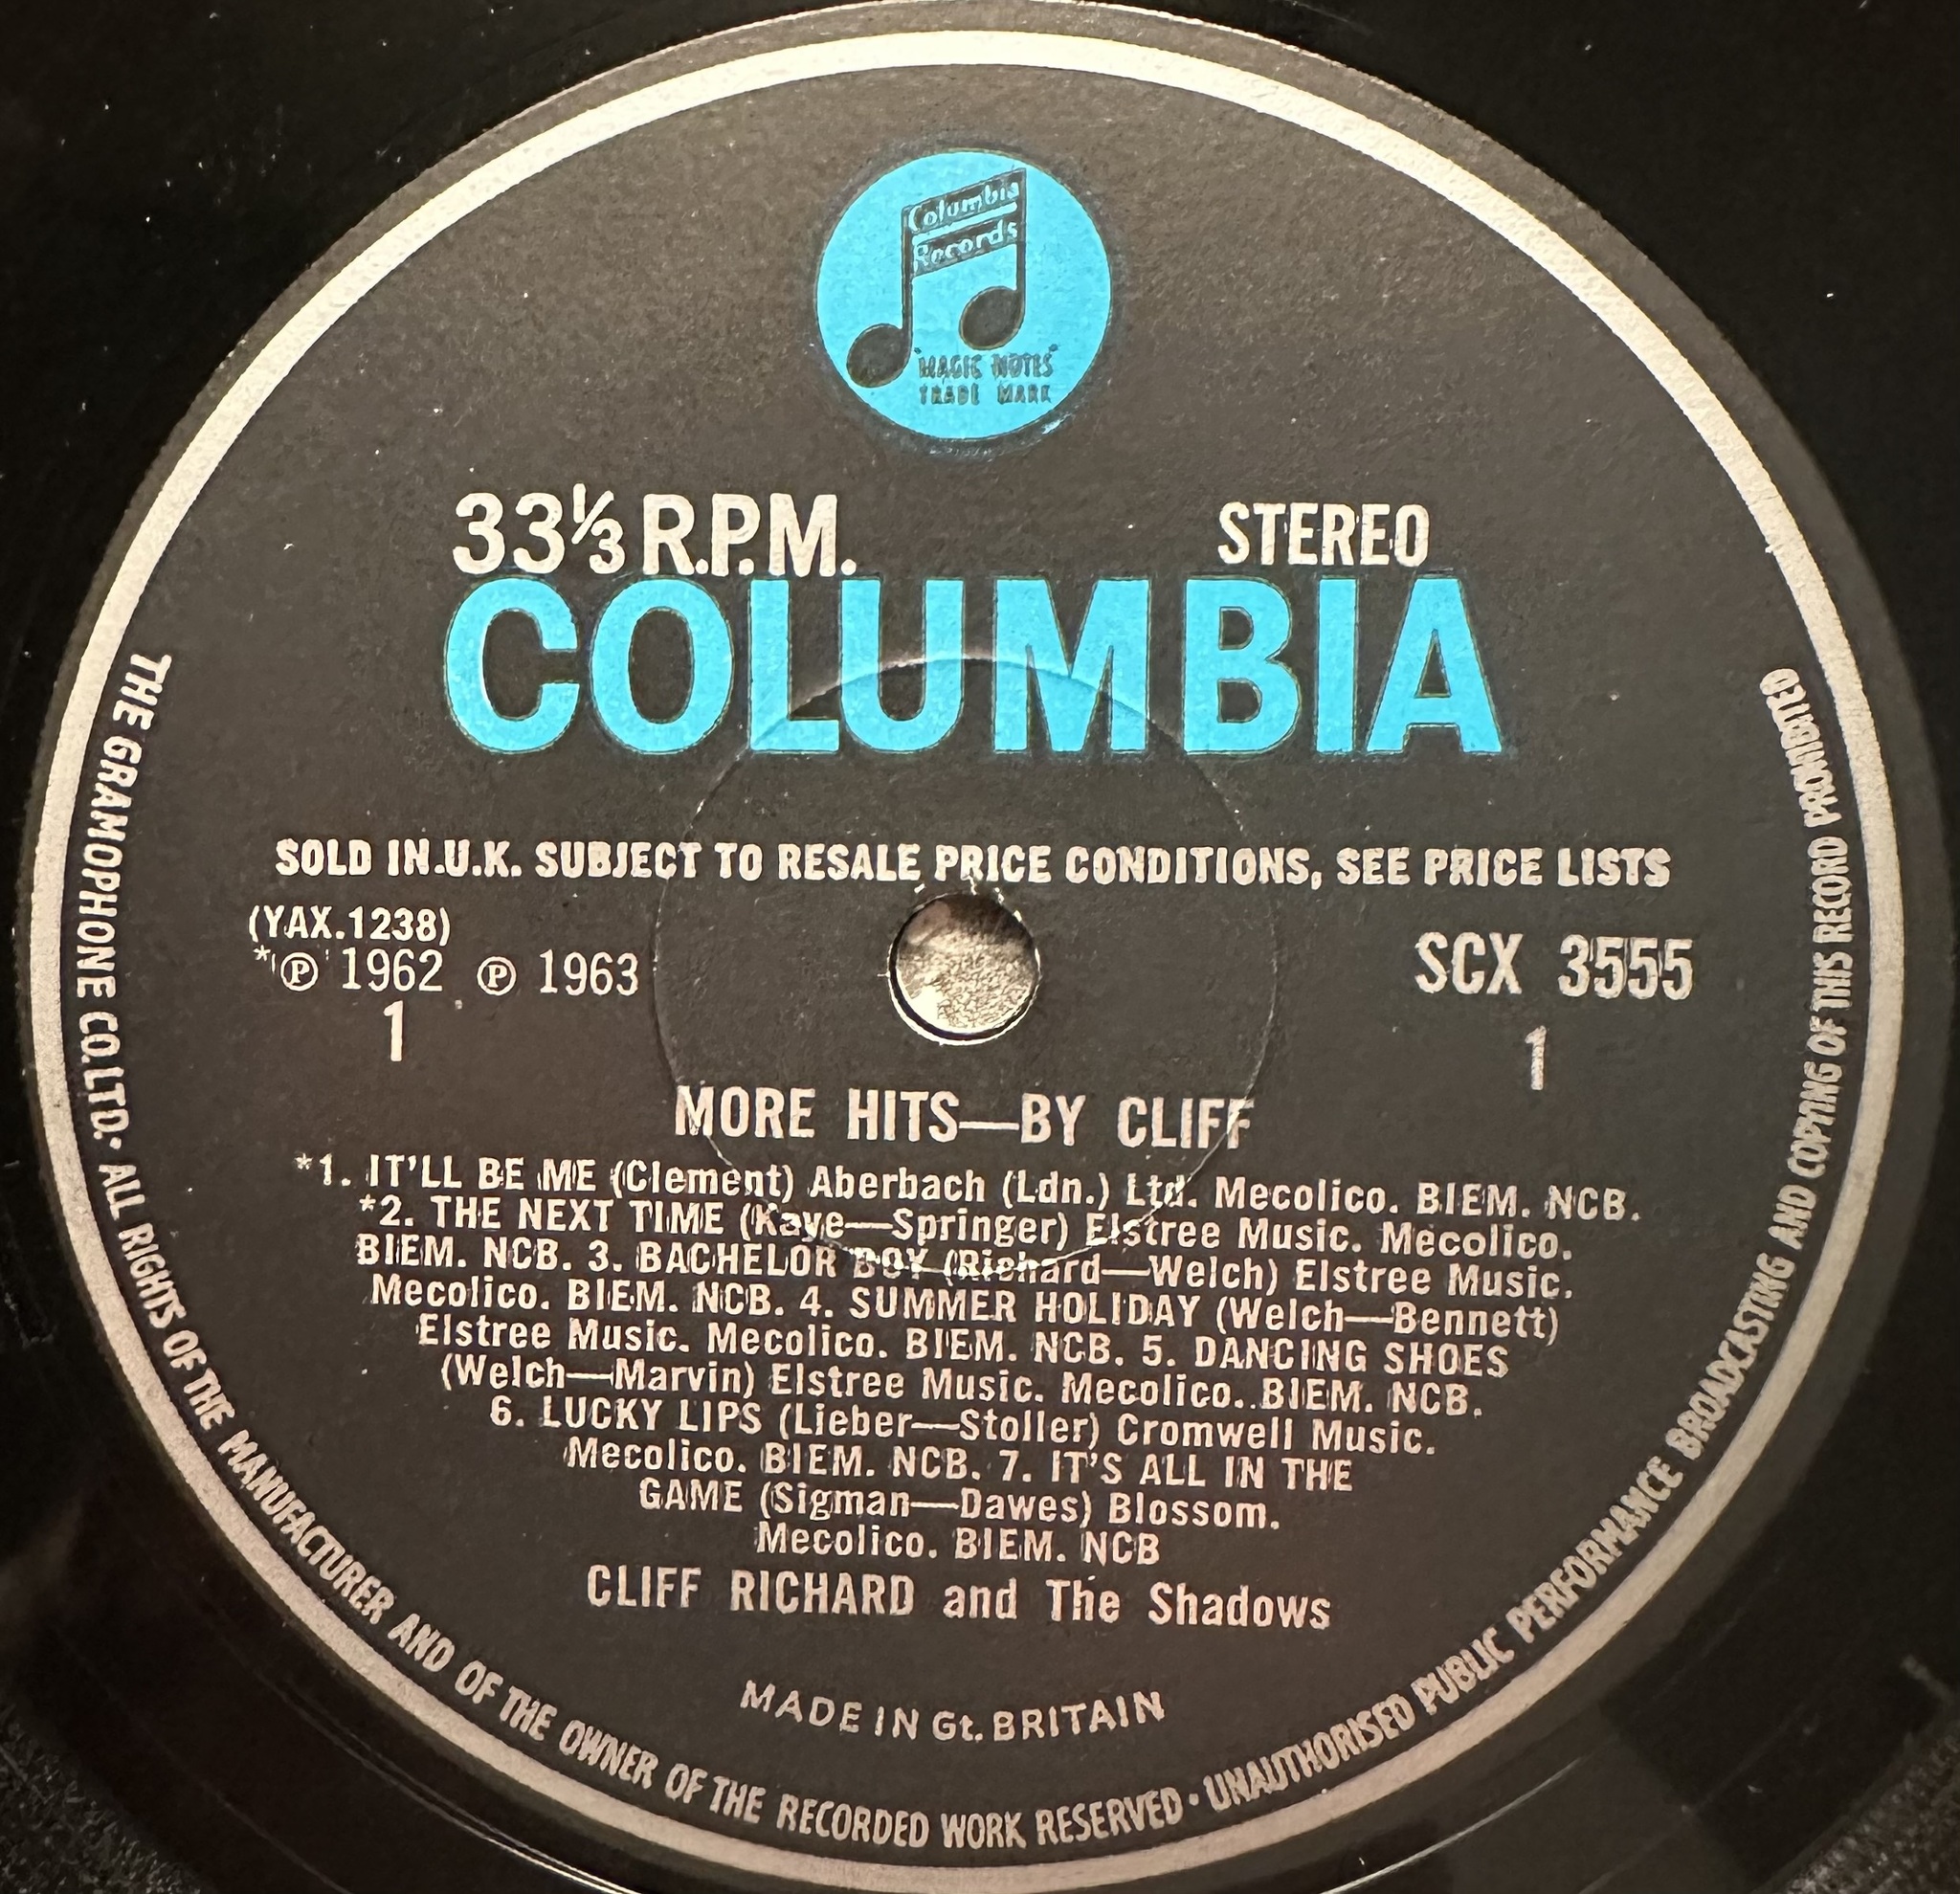 Columbia
Records
"MAGIC NOTES"
TRADE MARK
33⅓ R.P.M.
STEREO
COLUMBIA
SOLD IN.U.K. SUBJECT TO RESALE PRICE CONDITIONS, SEE PRICE LISTS
(YAX.1238)
*℗ 1962 ℗ 1963
1
SCX 3555
1
MORE HITS—BY CLIFF
*1. IT'LL BE ME (Clement) Aberbach (Ldn.) Ltd. Mecolico. BIEM. NCB.
*2. THE NEXT TIME (Kaye—Springer) Elstree Music. Mecolico.
BIEM. NCB. 3. BACHELOR BOY (Richard—Welch) Elstree Music.
Mecolico. BIEM. NCB. 4. SUMMER HOLIDAY (Welch—Bennett)
Elstree Music. Mecolico. BIEM. NCB. 5. DANCING SHOES
(Welch—Marvin) Elstree Music. Mecolico..BIEM. NCB.
6. LUCKY LIPS (Lieber—Stoller) Cromwell Music.
Mecolico. BIEM. NCB. 7. IT'S ALL IN THE
GAME (Sigman—Dawes) Blossom.
Mecolico. BIEM. NCB
CLIFF RICHARD and The Shadows
MADE IN Gt. BRITAIN
THE GRAMOPHONE CO.LTD. · ALL RIGHTS OF THE MANUFACTURER AND OF THE OWNER OF THE RECORDED WORK RESERVED · UNAUTHORISED PUBLIC PERFORMANCE BROADCASTING AND COPYING OF THIS RECORD PROHIBITED